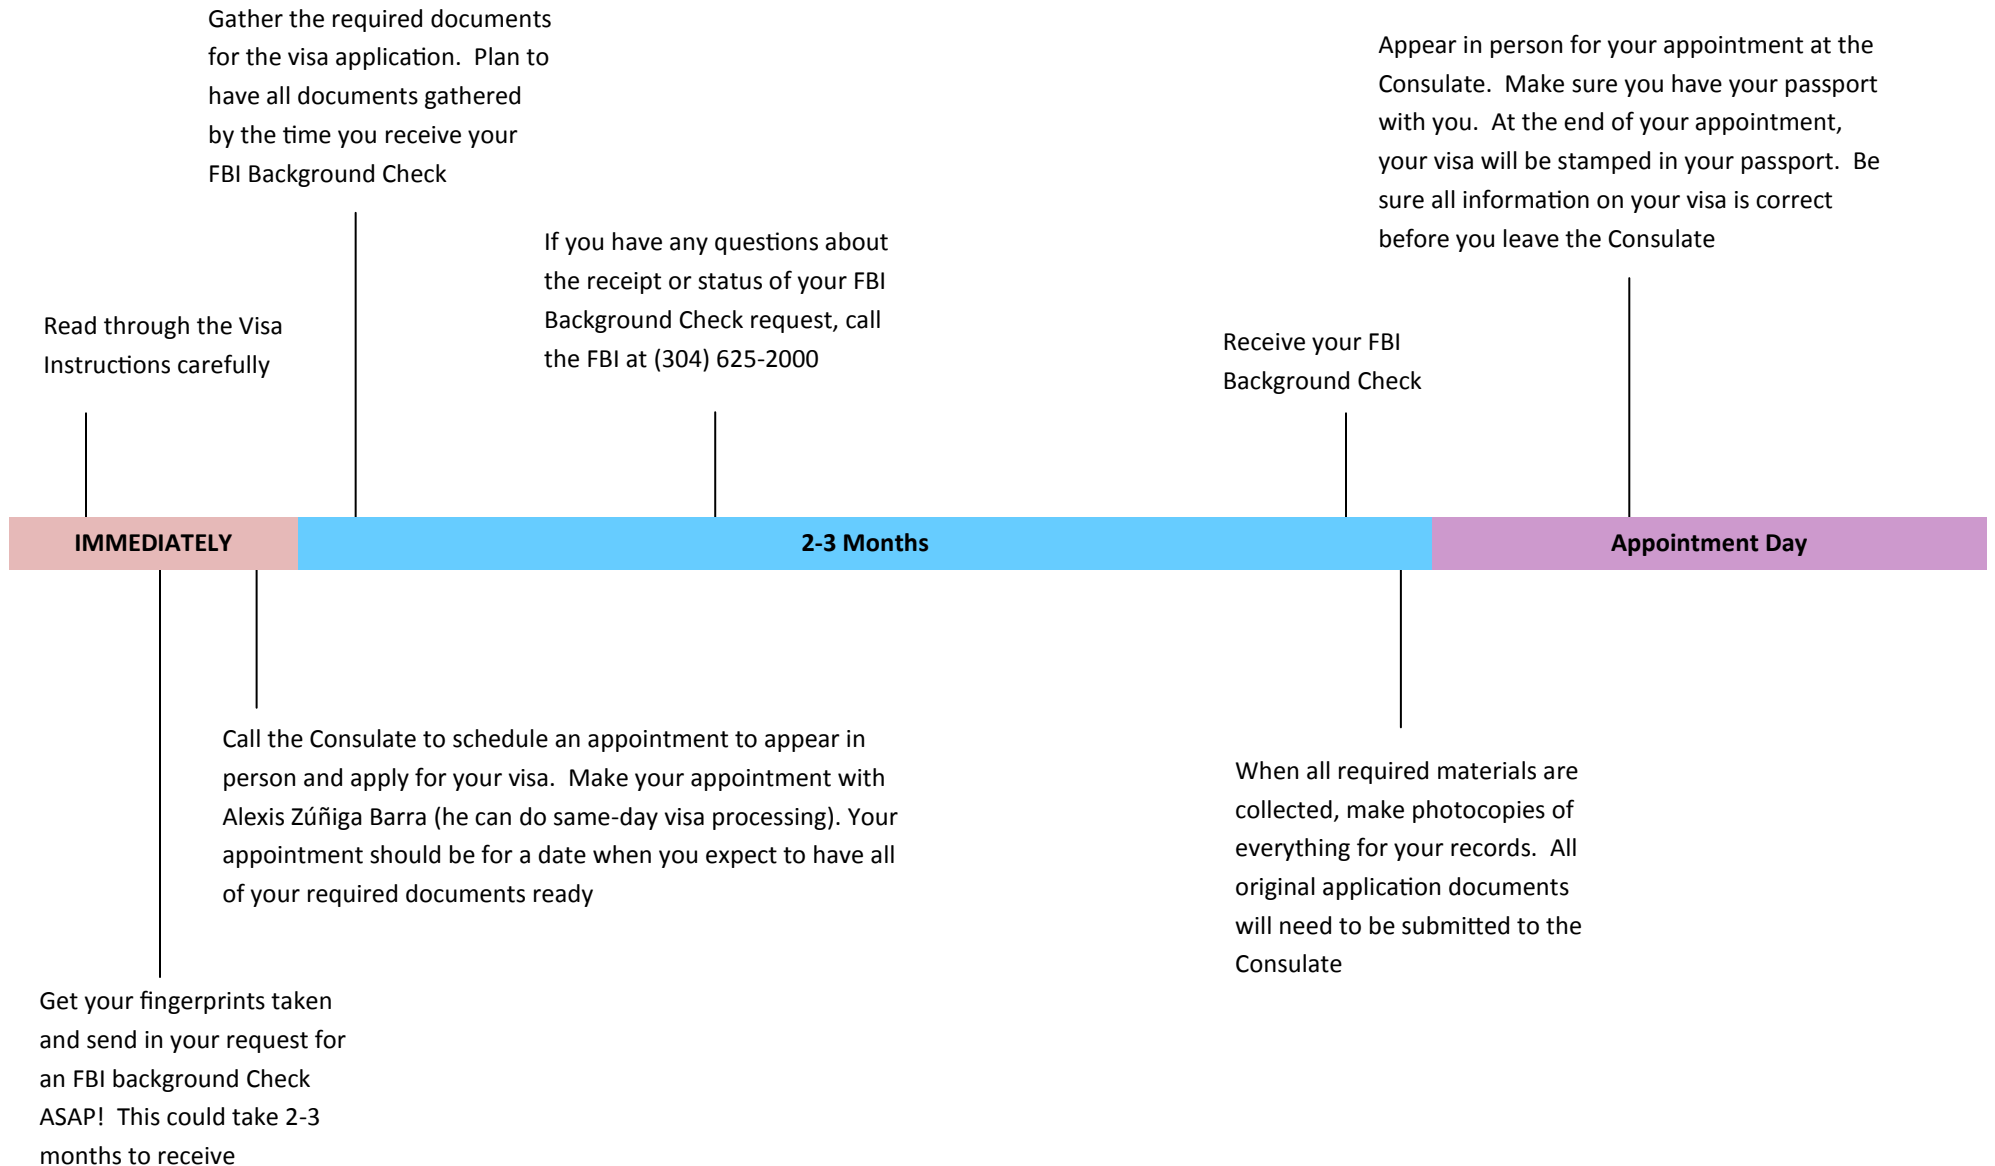 Gather the required documents
for the visa application.  Plan to
have all documents gathered
by the time you receive your
FBI Background Check
Appear in person for your appointment at the
Consulate.  Make sure you have your passport
with you.  At the end of your appointment,
your visa will be stamped in your passport.  Be
sure all information on your visa is correct
before you leave the Consulate
If you have any questions about
the receipt or status of your FBI
Background Check request, call
the FBI at (304) 625-2000
Read through the Visa
Instructions carefully
Receive your FBI
Background Check
IMMEDIATELY
2-3 Months
Appointment Day
Call the Consulate to schedule an appointment to appear in
person and apply for your visa.  Make your appointment with
Alexis Zúñiga Barra (he can do same-day visa processing). Your
appointment should be for a date when you expect to have all
of your required documents ready
When all required materials are
collected, make photocopies of
everything for your records.  All
original application documents
will need to be submitted to the
Consulate
Get your fingerprints taken
and send in your request for
an FBI background Check
ASAP!  This could take 2-3
months to receive